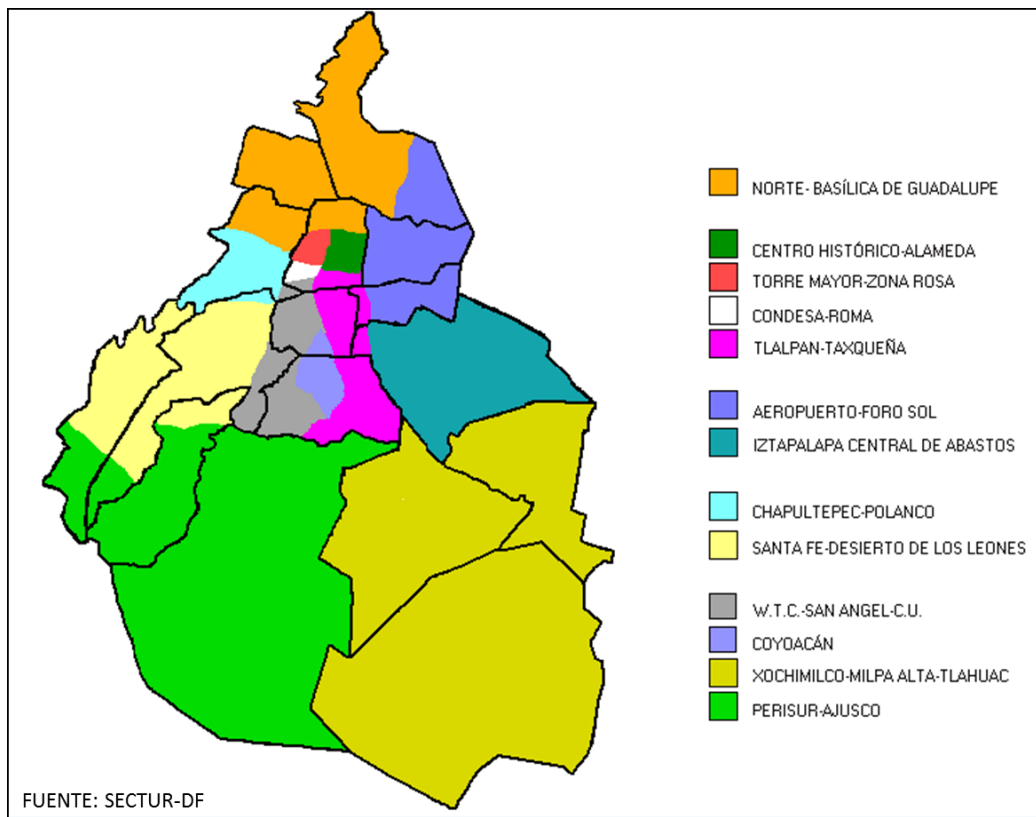 NORTE- BASÍLICA DE GUADALUPE
CENTRO HISTÓRICO-ALAMEDA
TORRE MAYOR-ZONA ROSA
CONDESA-ROMA
TLALPAN-TAXQUEÑA
AEROPUERTO-FORO SOL
IZTAPALAPA CENTRAL DE ABASTOS
CHAPULTEPEC-POLANCO
SANTA FE-DESIERTO DE LOS LEONES
W.T.C.-SAN ANGEL-C.U.
COYOACÁN
XOCHIMILCO-MILPA ALTA-TLAHUAC
PERISUR-AJUSCO
FUENTE: SECTUR-DF